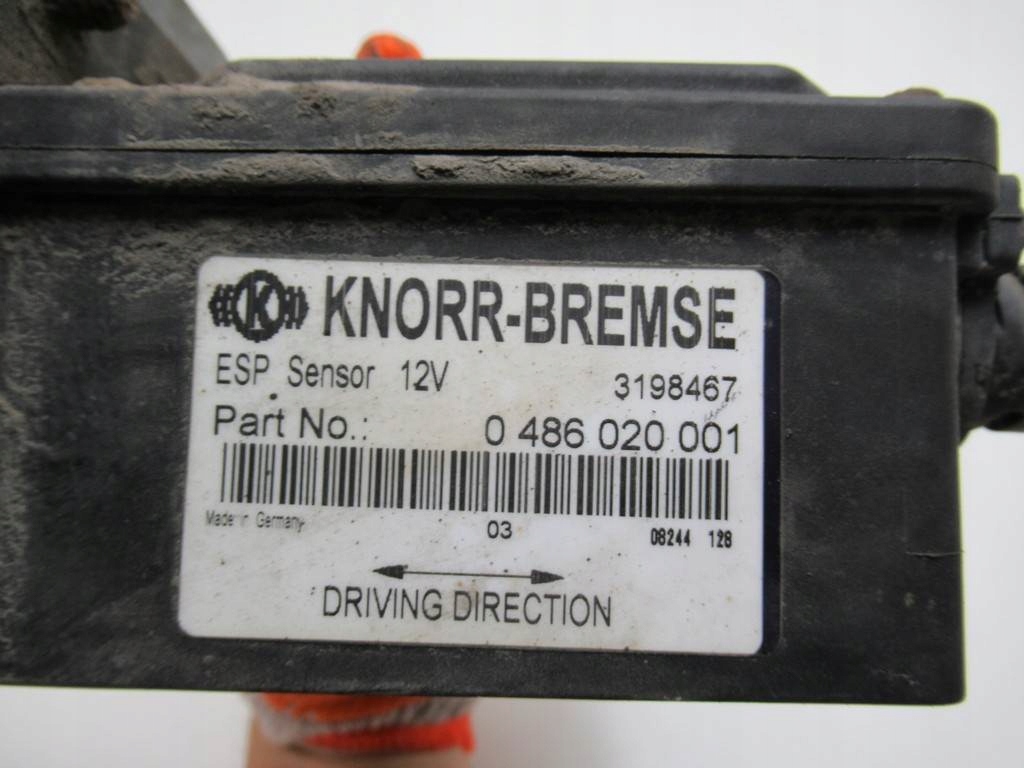 K KNORR-BREMSE
ESP Sensor 12V 3198467
Part No.: 0 486 020 001
Made in Germany 03 08244 128
DRIVING DIRECTION